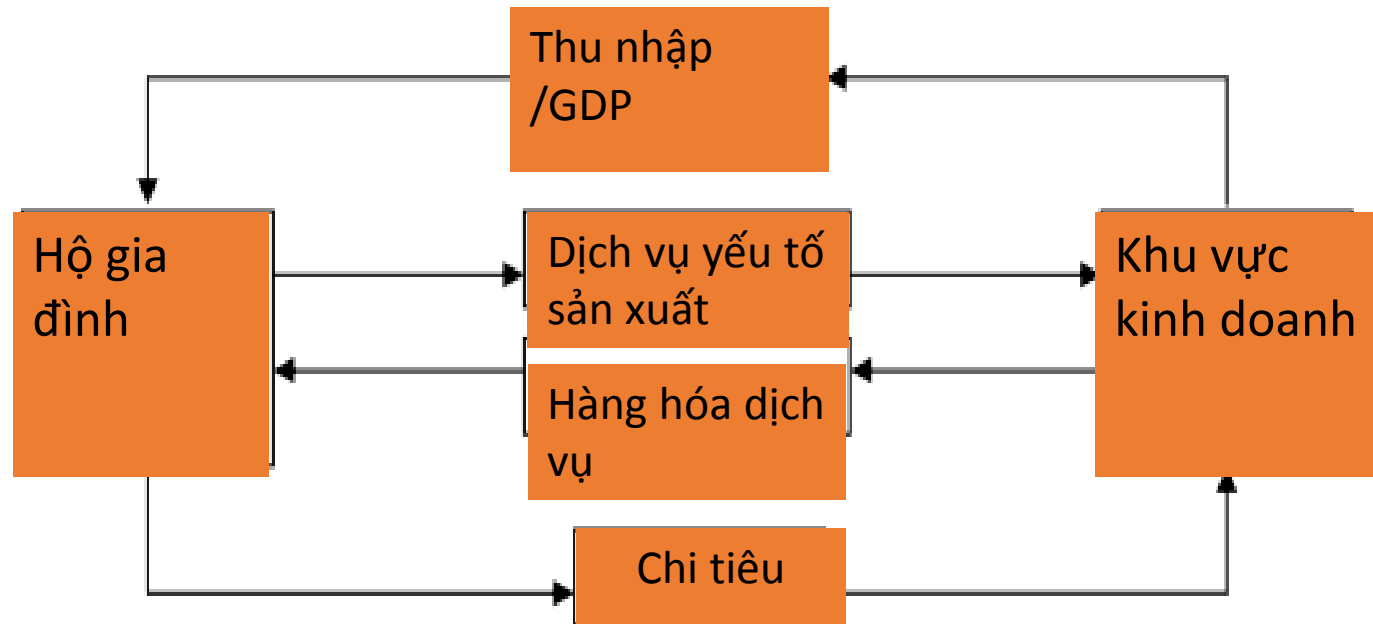 Thu nhập
/GDP
Hộ gia
đình
Dịch vụ yếu tố
sản xuất
Khu vực
kinh doanh
Hàng hóa dịch
vụ
Chi tiêu